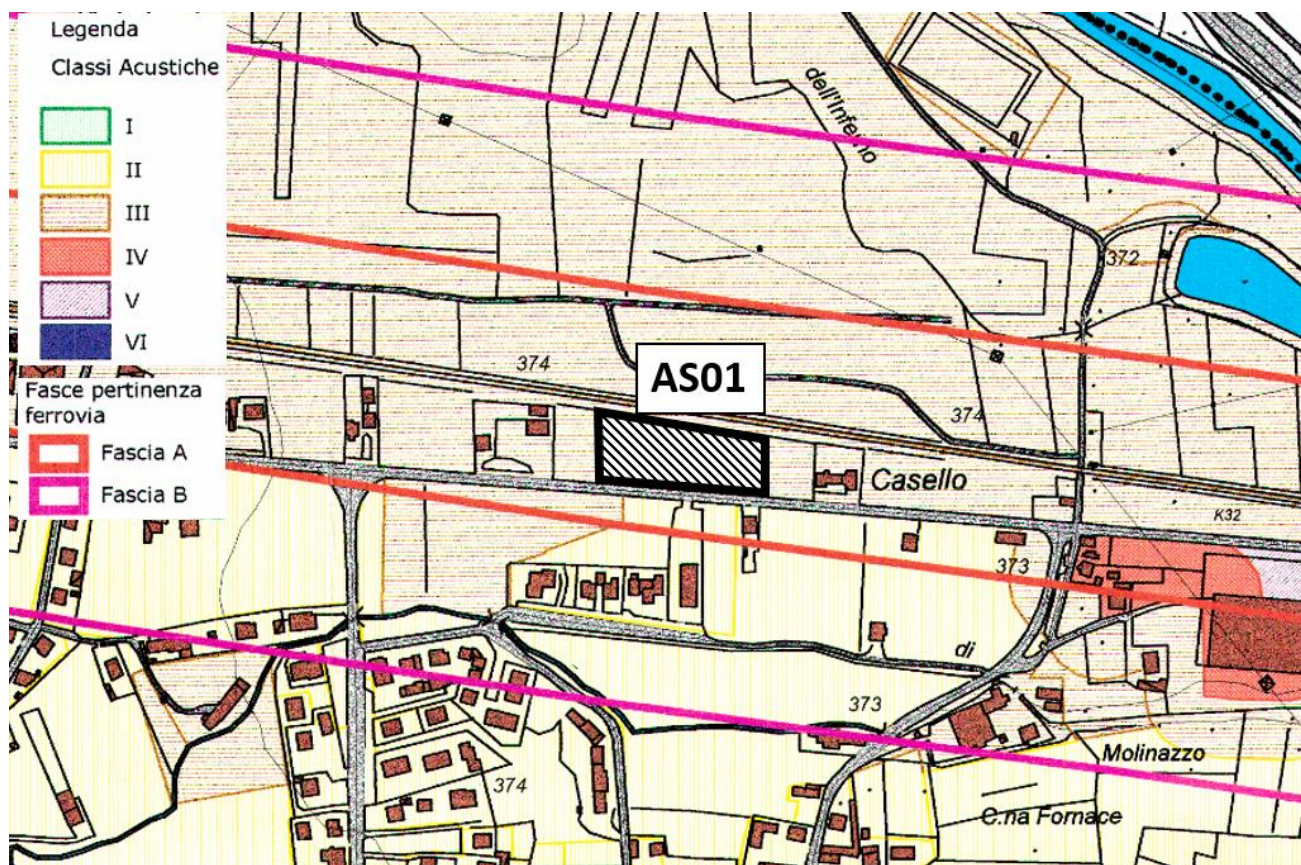 Legenda
Classi Acustiche
I
II
III
IV
V
VI
Fasce pertinenza
ferrovia
Fascia A
Fascia B
dell'Inferno
372
374
AS01
374
Casello
K32
373
di
373
Molinazzo
374
C.na Fornace